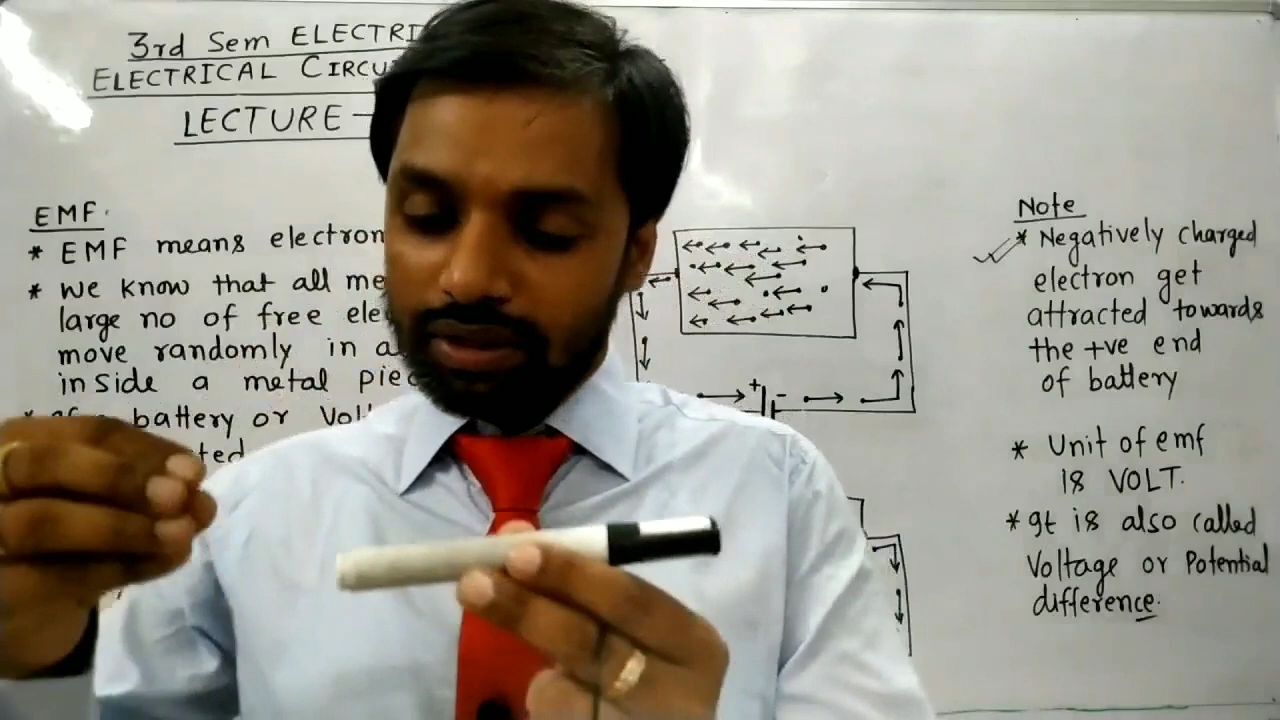 3rd Sem ELECTRI
ELECTRICAL CIRCU
LECTURE -
EMF.
* EMF means electron
* we know that all me
large no of free ele
move randomly in a
inside a metal piec
battery or Vol
ted
+ -
Note
* Negatively charged
electron get
attracted towards
the +ve end
of battery
* Unit of emf
is VOLT.
* It is also called
Voltage or Potential
difference.